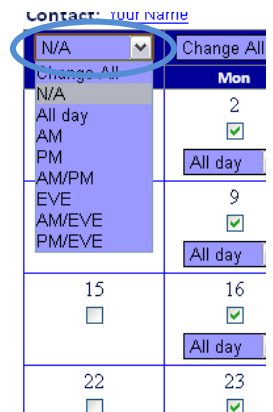 Contact: Your Name
N/A Change All
Change All Mon
N/A 2
All day
AM
PM All day
AM/PM
EVE 9
AM/EVE
PM/EVE All day
15 16
All day
22 23